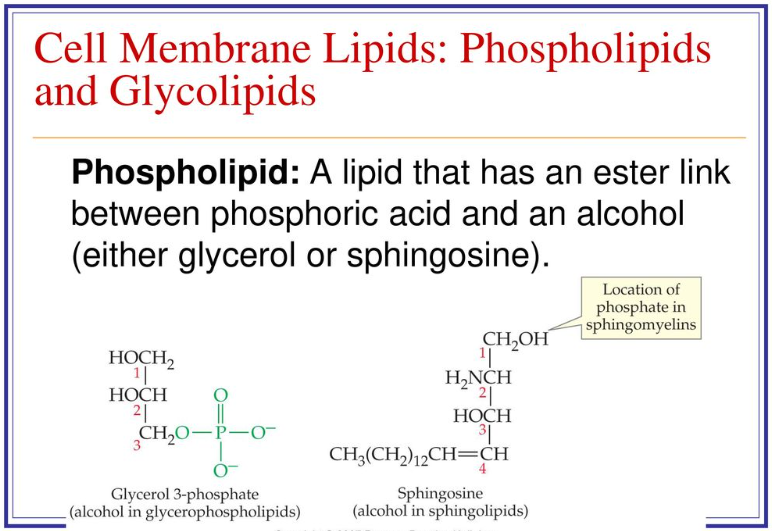 Cell Membrane Lipids: Phospholipids
and Glycolipids
Phospholipid: A lipid that has an ester link
between phosphoric acid and an alcohol
(either glycerol or sphingosine).
Location of
phosphate in
sphingomyelins
HOCH₂
1
HOCH
2
CH₂O—P—O⁻
3
O
O⁻
Glycerol 3-phosphate
(alcohol in glycerophospholipids)
CH₂OH
1
H₂NCH
2
HOCH
3
CH₃(CH₂)₁₂CH=CH
4
Sphingosine
(alcohol in sphingolipids)